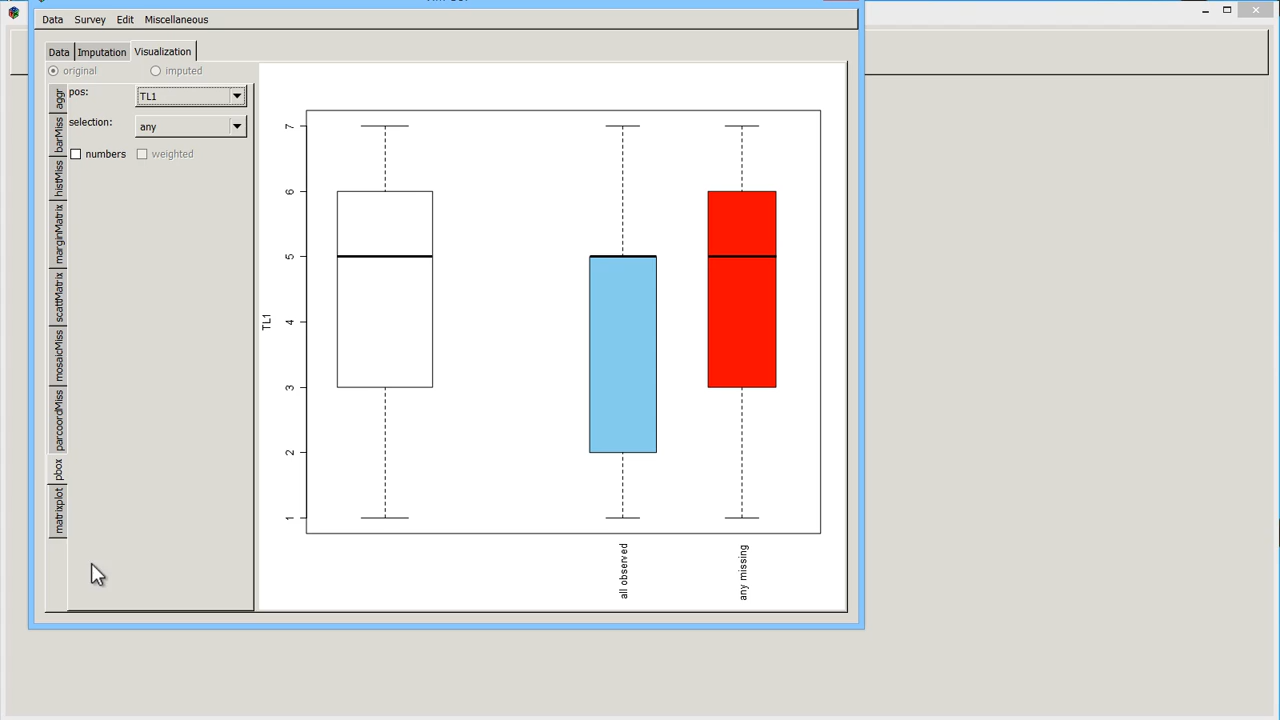 Data Survey Edit Miscellaneous
Data Imputation Visualization
original imputed
pos: TL1
selection: any
numbers weighted
aggr
barMiss
histMiss
marginMatrix
scattMatrix
mosaicMiss
parcoordMiss
pbox
matrixplot
TL1
7
6
5
4
3
2
1
all observed
any missing